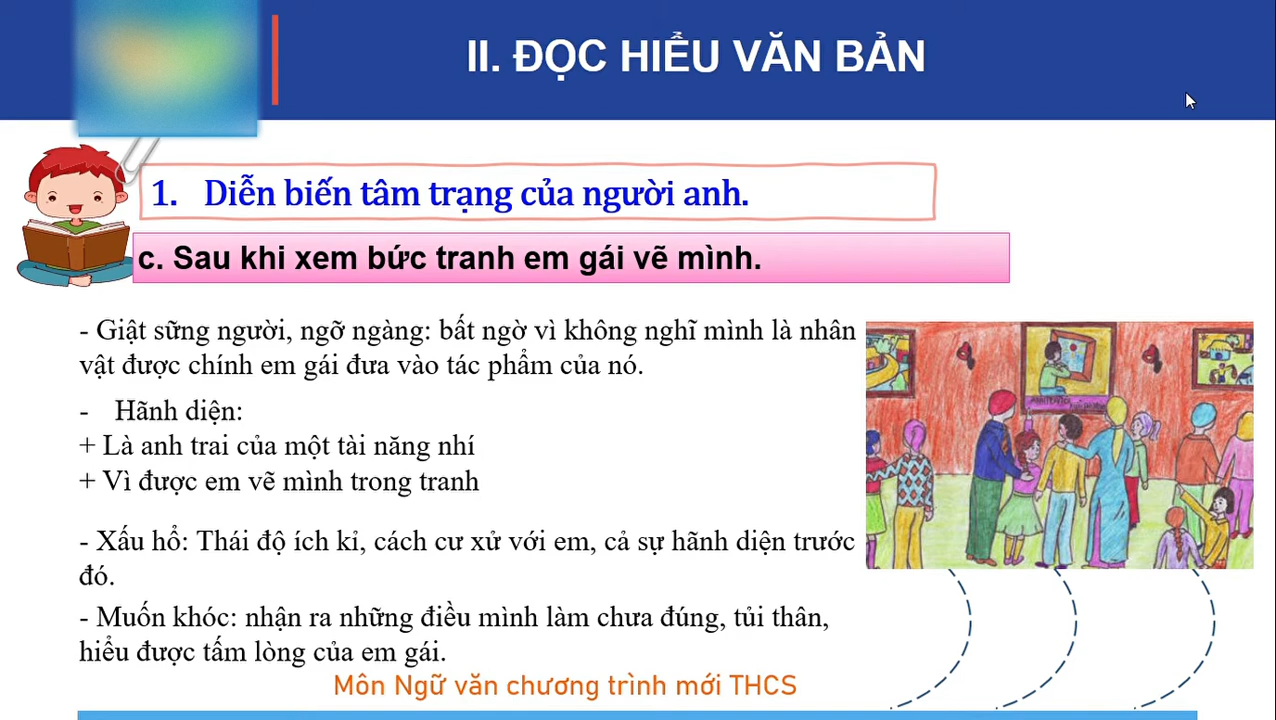 II. ĐỌC HIỂU VĂN BẢN
1. Diễn biến tâm trạng của người anh.
c. Sau khi xem bức tranh em gái vẽ mình.
- Giật sững người, ngỡ ngàng: bất ngờ vì không nghĩ mình là nhân
vật được chính em gái đưa vào tác phẩm của nó.
- Hãnh diện:
+ Là anh trai của một tài năng nhí
+ Vì được em vẽ mình trong tranh
- Xấu hổ: Thái độ ích kỉ, cách cư xử với em, cả sự hãnh diện trước
đó.
- Muốn khóc: nhận ra những điều mình làm chưa đúng, tủi thân,
hiểu được tấm lòng của em gái.
Môn Ngữ văn chương trình mới THCS